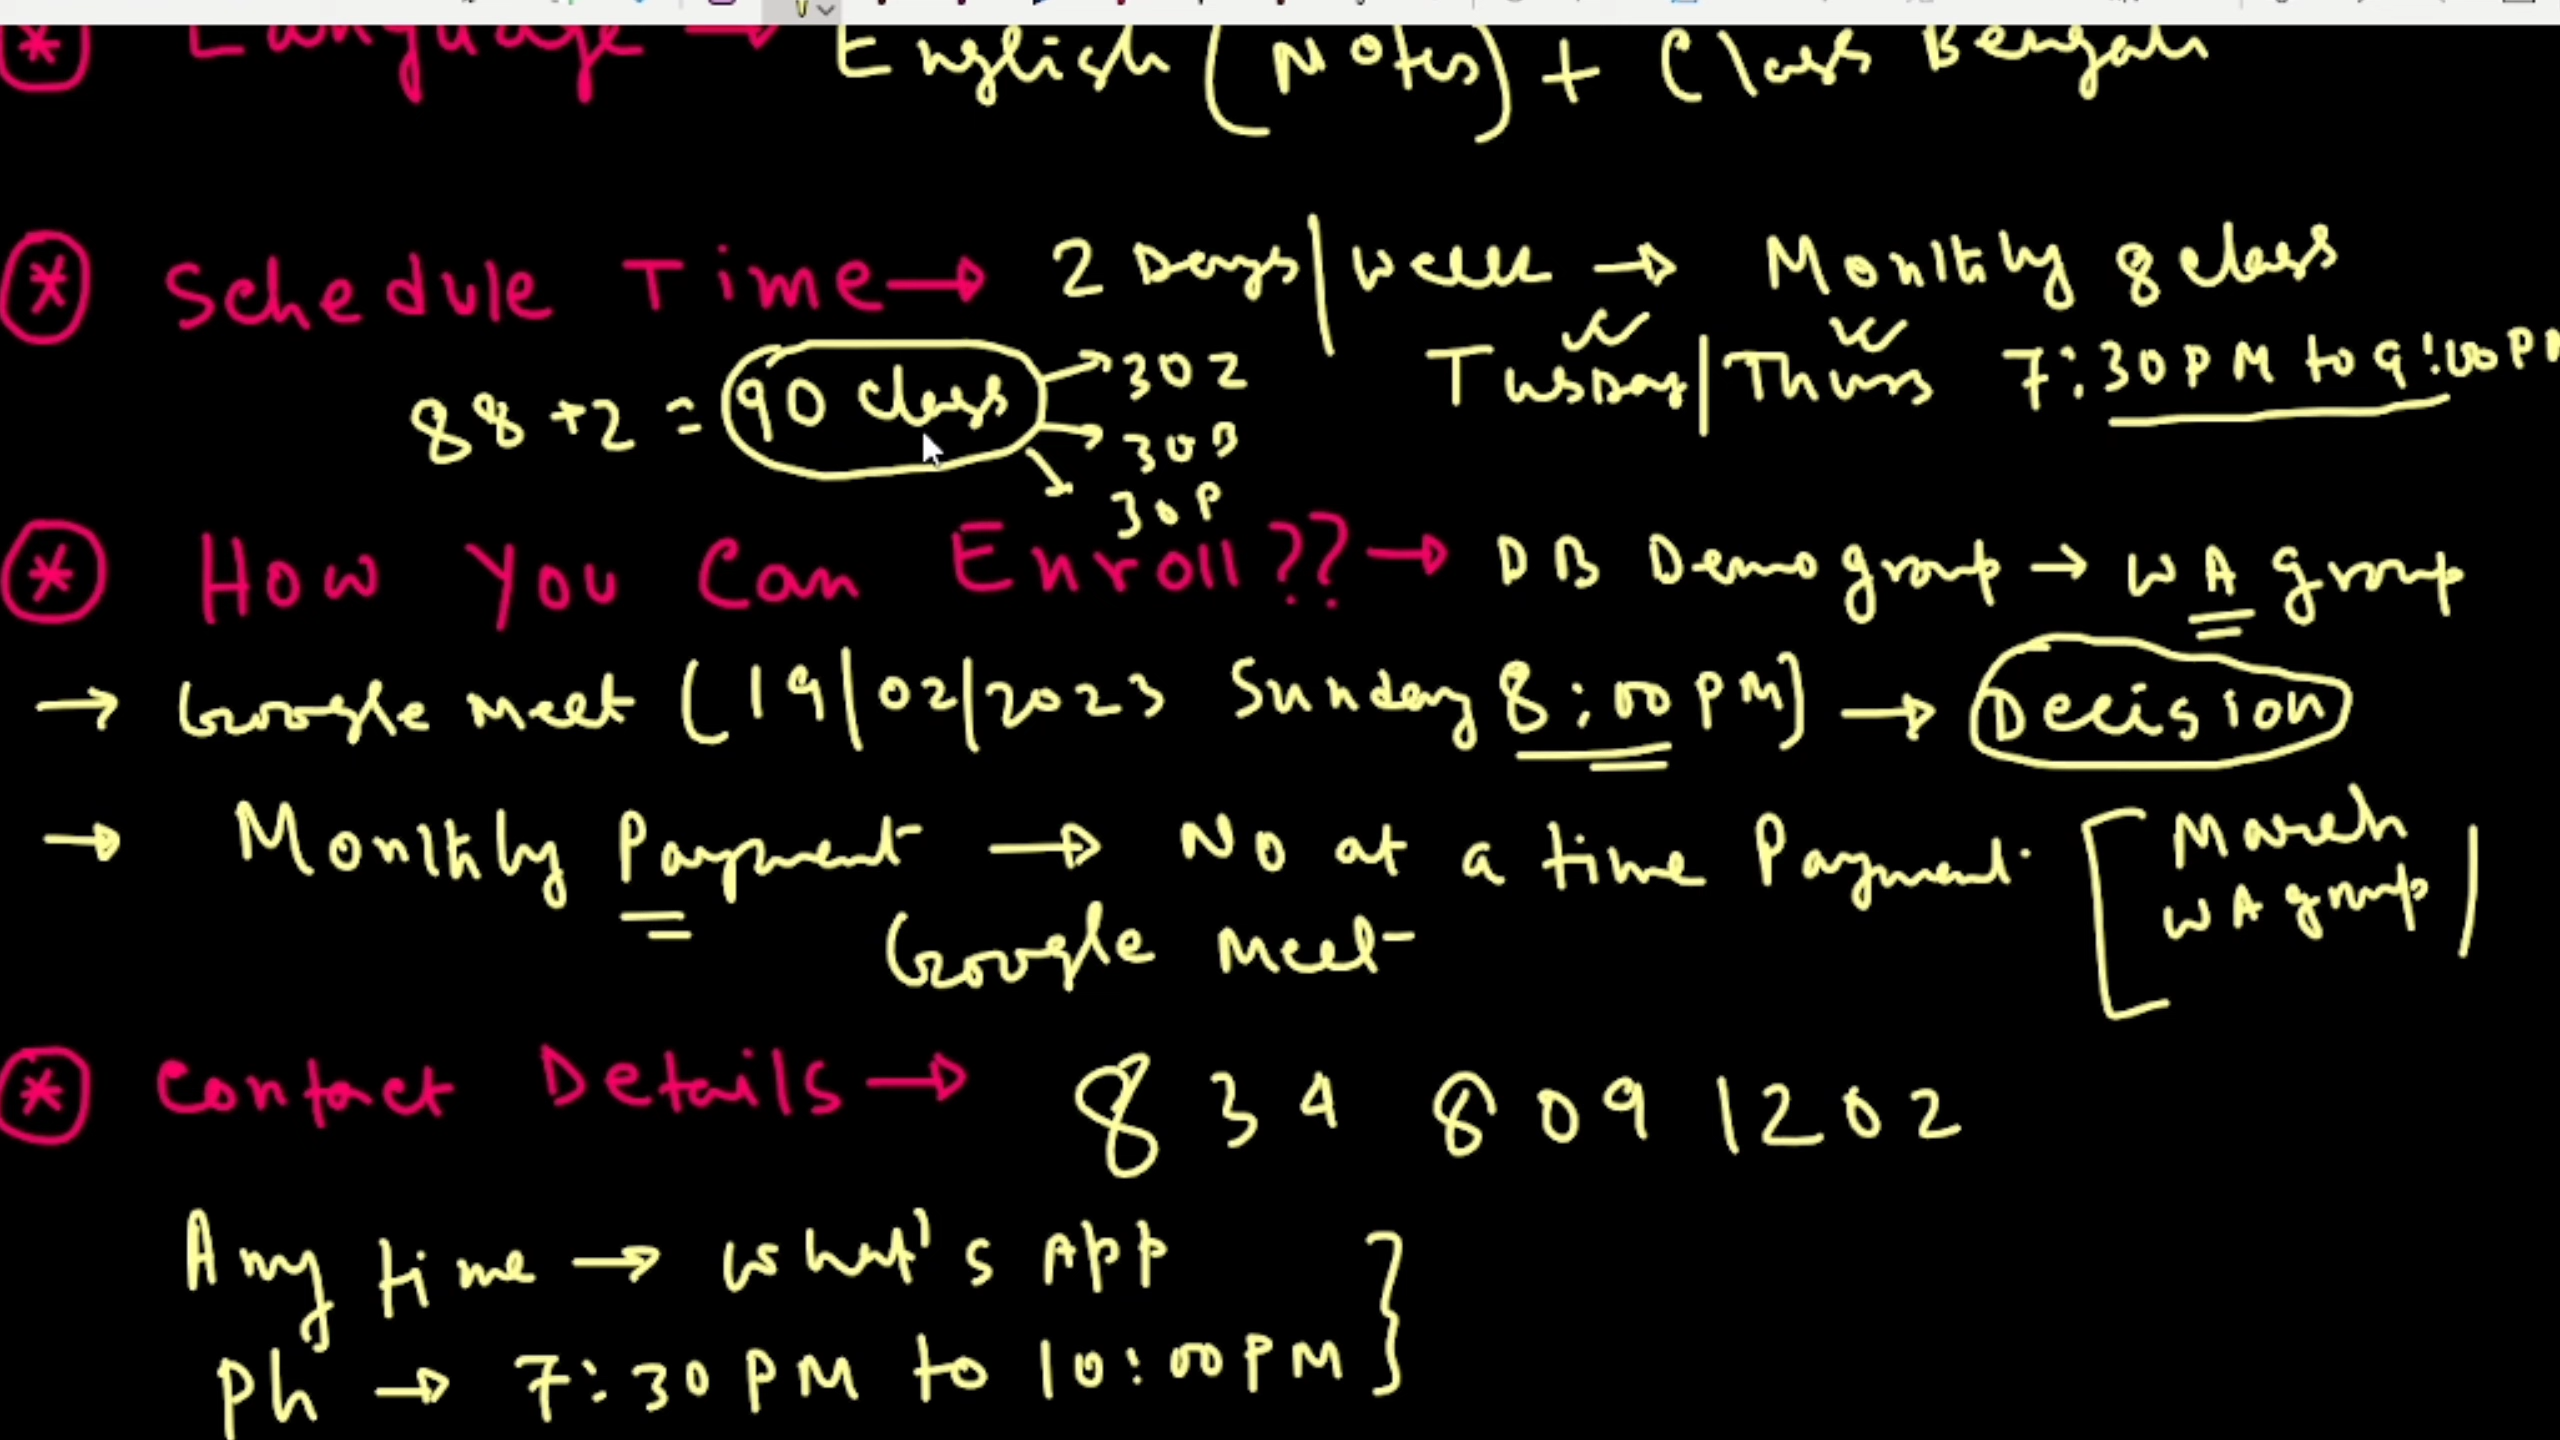 * Language → English (Notes) + Class Bengali
* Schedule Time → 2 Days | Week → Monthly 8 class
Tusday | Thurs 7:30 PM to 9:00 PM
88 + 2 = 90 class → 30 Z
→ 30 B
→ 30 P
* How You Can Enroll?? → DB Demo group → WA group
→ Google Meet (19/02/2023 Sunday 8:00 PM) → Decision
→ Monthly Payment → No at a time Payment. [March
WA group]
Google Meet
* Contact Details → 834 809 1202
Any time → What's App }
Ph → 7:30 PM to 10:00 PM